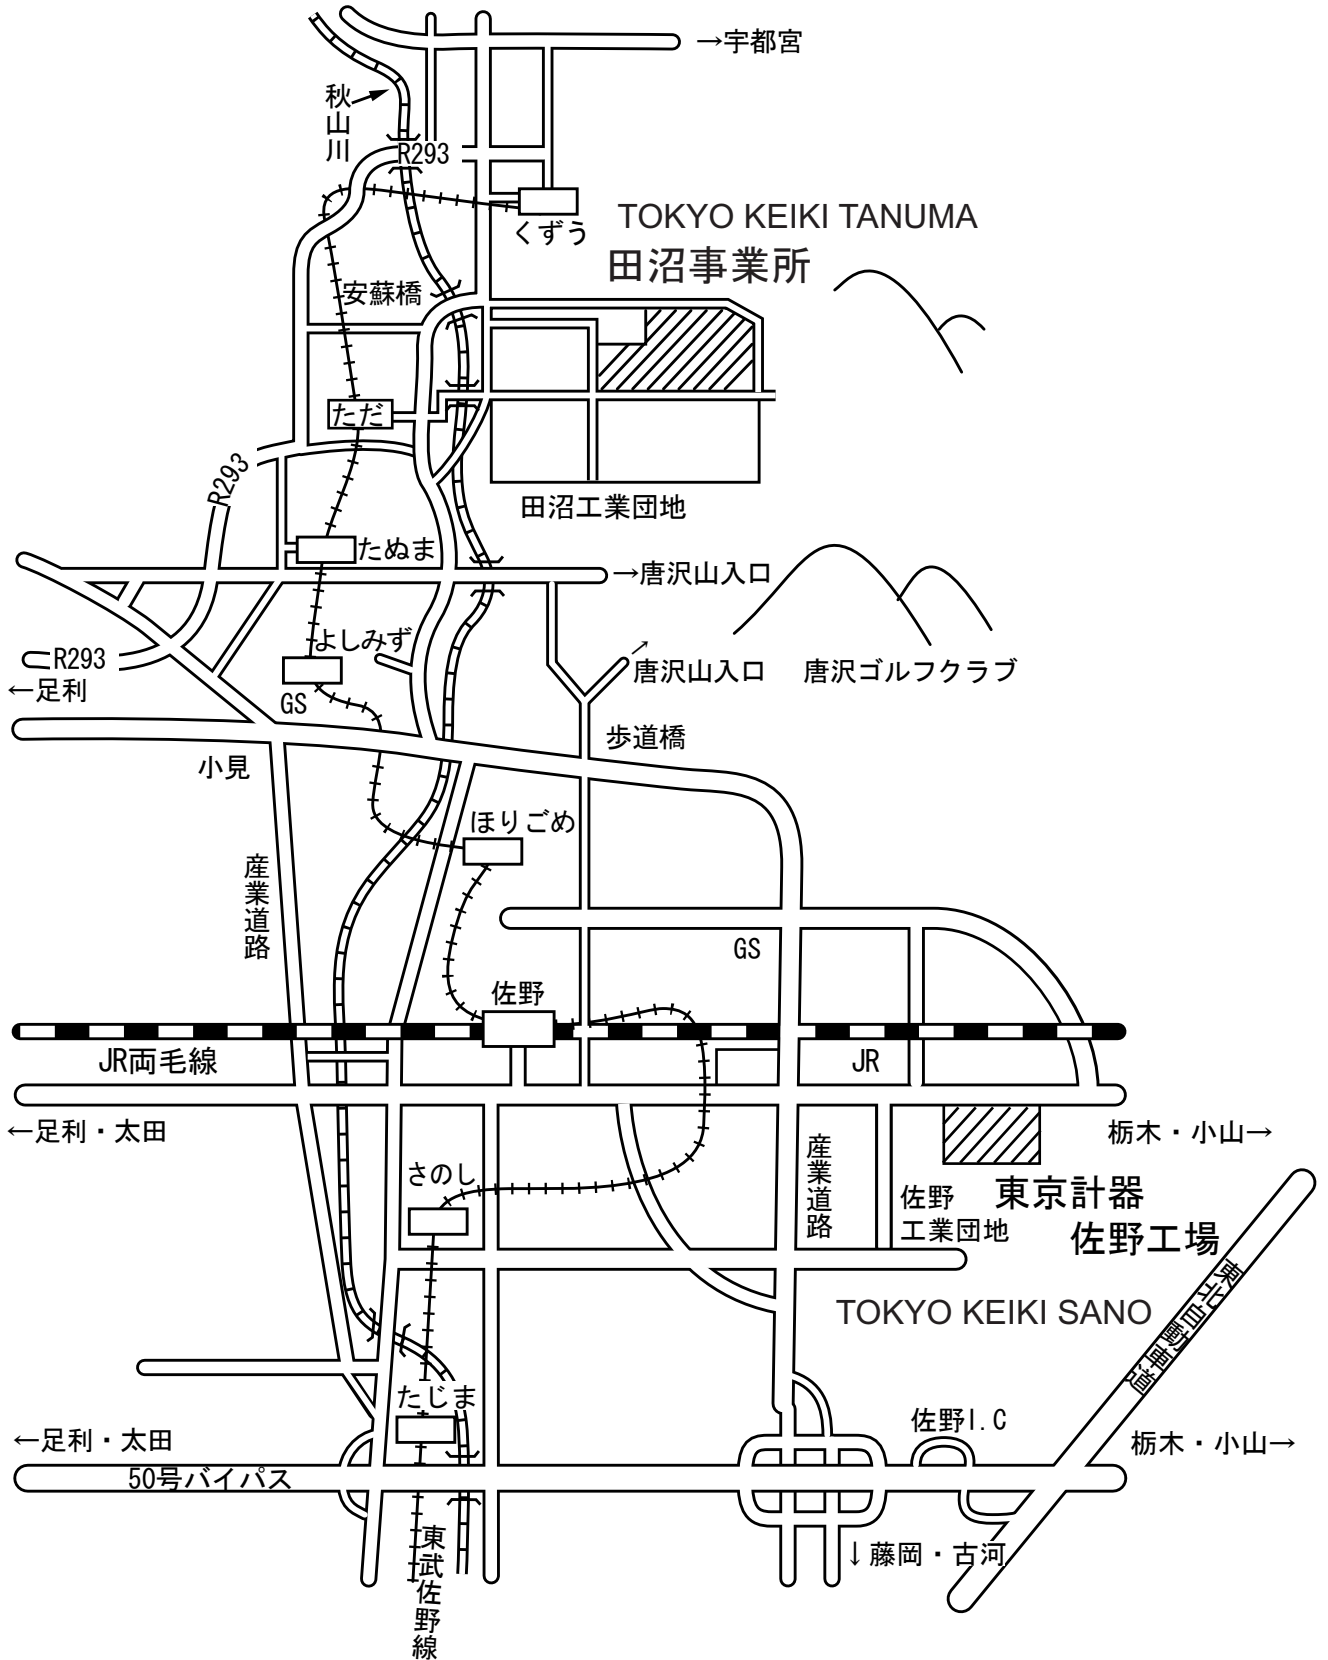 →宇都宮
秋山川
R293
くずう
TOKYO KEIKI TANUMA
田沼事業所
安蘇橋
ただ
R293
田沼工業団地
たぬま
→唐沢山入口
よしみず
R293
←足利
→
唐沢山入口
唐沢ゴルフクラブ
GS
歩道橋
小見
ほりごめ
産業道路
GS
佐野
JR両毛線
JR
←足利・太田
栃木・小山→
産業道路
さのし
佐野
工業団地
東京計器
佐野工場
東北自動車道
TOKYO KEIKI SANO
たじま
佐野I.C
←足利・太田
栃木・小山→
50号バイパス
東武佐野線
↓藤岡・古河